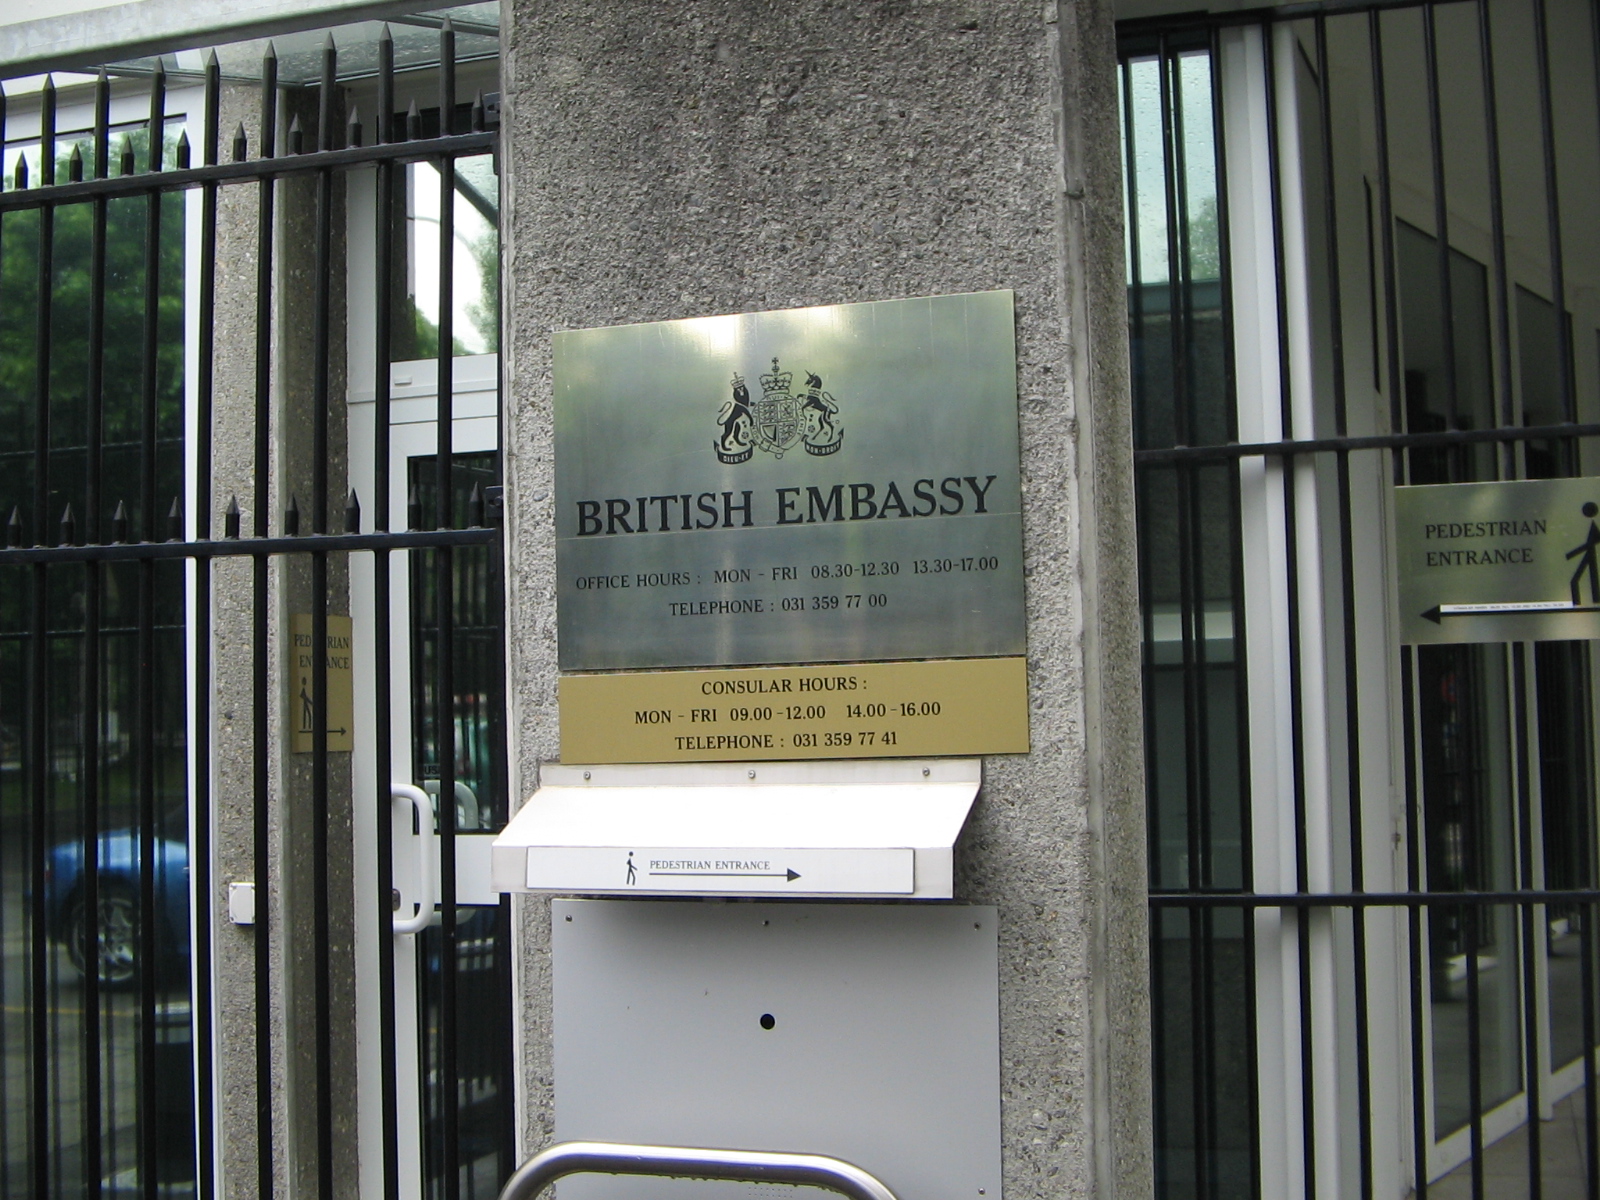 BRITISH EMBASSY
OFFICE HOURS : MON - FRI 08.30-12.30 13.30-17.00
TELEPHONE : 031 359 77 00
CONSULAR HOURS :
MON - FRI 09.00-12.00 14.00-16.00
TELEPHONE : 031 359 77 41
PEDESTRIAN ENTRANCE
PEDESTRIAN
ENTRANCE
PEDESTRIAN
ENTRANCE